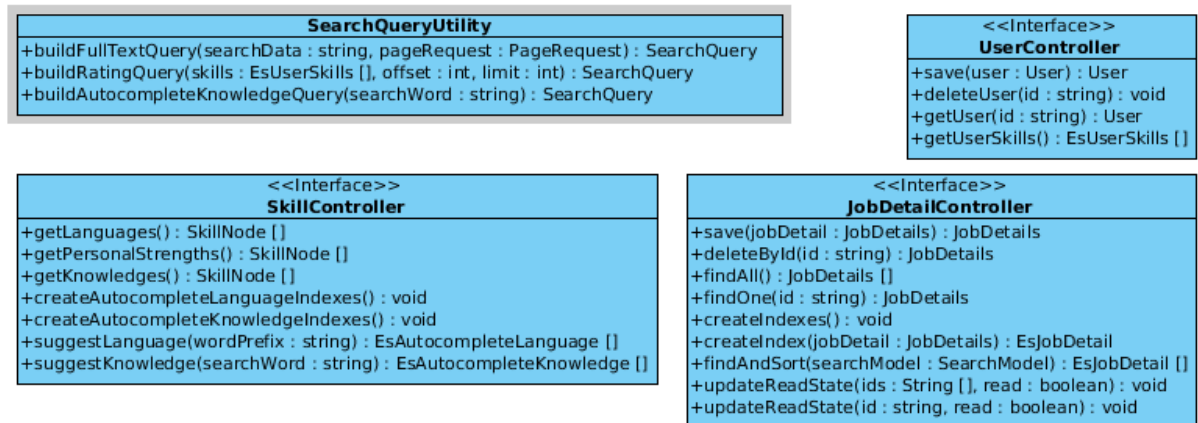 SearchQueryUtility
+buildFullTextQuery(searchData : string, pageRequest : PageRequest) : SearchQuery
+buildRatingQuery(skills : EsUserSkills [], offset : int, limit : int) : SearchQuery
+buildAutocompleteKnowledgeQuery(searchWord : string) : SearchQuery
<<Interface>>
UserController
+save(user : User) : User
+deleteUser(id : string) : void
+getUser(id : string) : User
+getUserSkills() : EsUserSkills []
<<Interface>>
SkillController
+getLanguages() : SkillNode []
+getPersonalStrengths() : SkillNode []
+getKnowledges() : SkillNode []
+createAutocompleteLanguageIndexes() : void
+createAutocompleteKnowledgeIndexes() : void
+suggestLanguage(wordPrefix : string) : EsAutocompleteLanguage []
+suggestKnowledge(searchWord : string) : EsAutocompleteKnowledge []
<<Interface>>
JobDetailController
+save(jobDetail : JobDetails) : JobDetails
+deleteById(id : string) : JobDetails
+findAll() : JobDetails []
+findOne(id : string) : JobDetails
+createIndexes() : void
+createIndex(jobDetail : JobDetails) : EsJobDetail
+findAndSort(searchModel : SearchModel) : EsJobDetail []
+updateReadState(ids : String [], read : boolean) : void
+updateReadState(id : string, read : boolean) : void